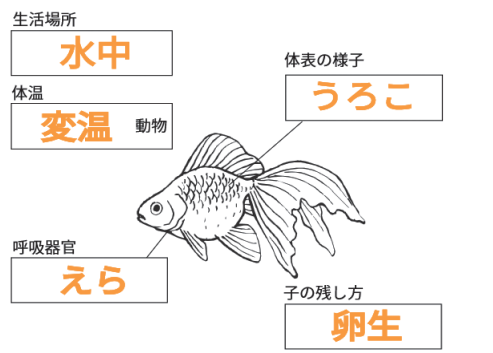 生活場所
水中
体温
変温 動物
体表の様子
うろこ
呼吸器官
えら
子の残し方
卵生